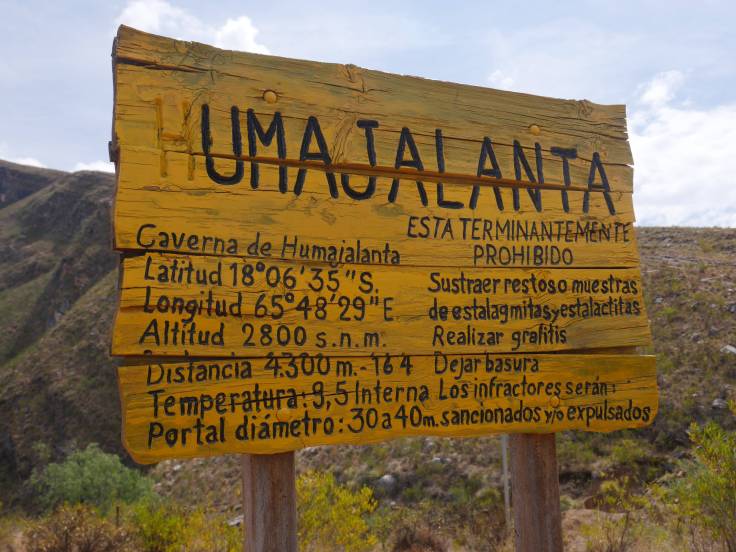 HUMAJALANTA
Caverna de Humajalanta
Latitud 18°06'35"S.
Longitud 65°48'29"E
Altitud 2800 s.n.m.
Distancia 4.300 m.-164
Temperatura: 9,5 Interna
Portal diámetro: 30 a 40 m.
ESTA TERMINANTEMENTE
PROHIBIDO
Sustraer restos o muestras
de estalagmitas y estalactitas
Realizar grafitis
Dejar basura
Los infractores serán:
sancionados y/o expulsados